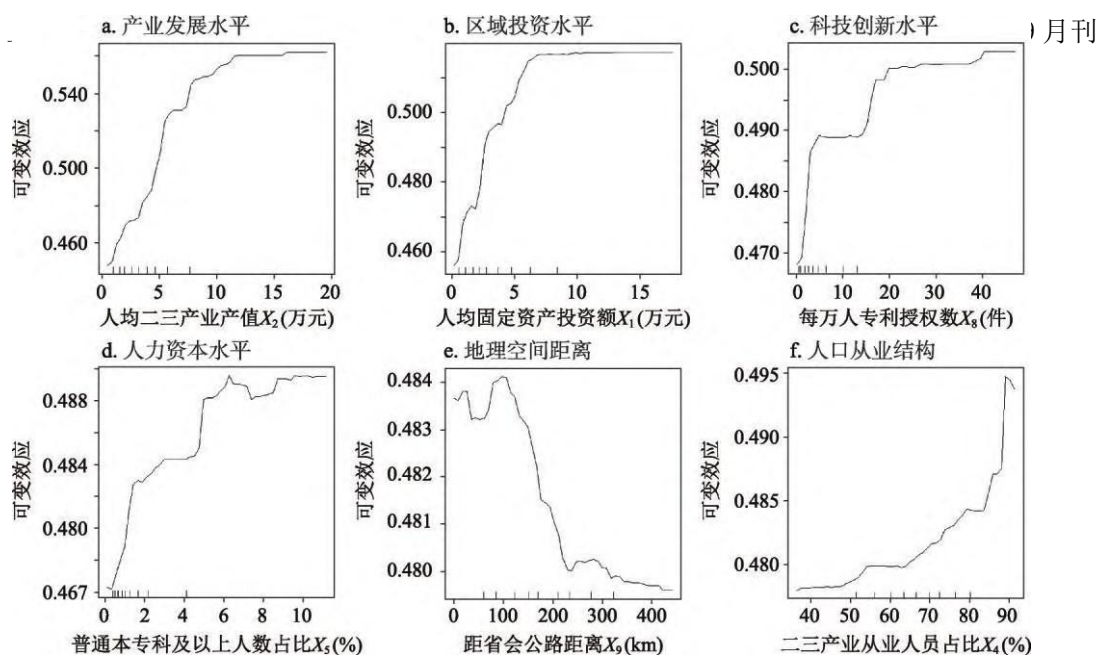 a. 产业发展水平
可变效应
0.540
0.500
0.460
0 5 10 15 20
人均二三产业产值X₂(万元)
b. 区域投资水平
可变效应
0.500
0.480
0.460
0 5 10 15
人均固定资产投资额X₁(万元)
c. 科技创新水平
可变效应
0.500
0.490
0.480
0.470
0 10 20 30 40
每万人专利授权数X₈(件)
月刊
d. 人力资本水平
可变效应
0.488
0.484
0.480
0.467
0 2 4 6 8 10
普通本专科及以上人数占比X₅(%)
e. 地理空间距离
可变效应
0.484
0.483
0.482
0.481
0.480
0 100 200 300 400
距省会公路距离X₉(km)
f. 人口从业结构
可变效应
0.495
0.490
0.485
0.480
40 50 60 70 80 90
二三产业从业人员占比X₄(%)